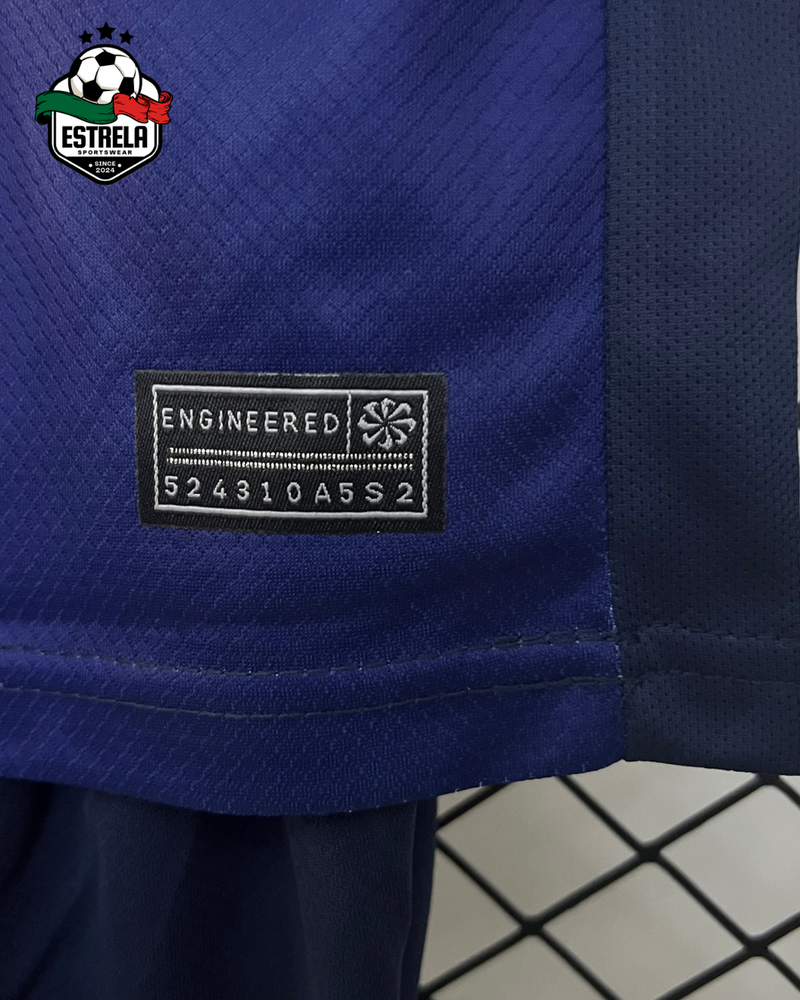 ESTRELA
SPORTSWEAR
SINCE
2024
ENGINEERED
524310A5S2